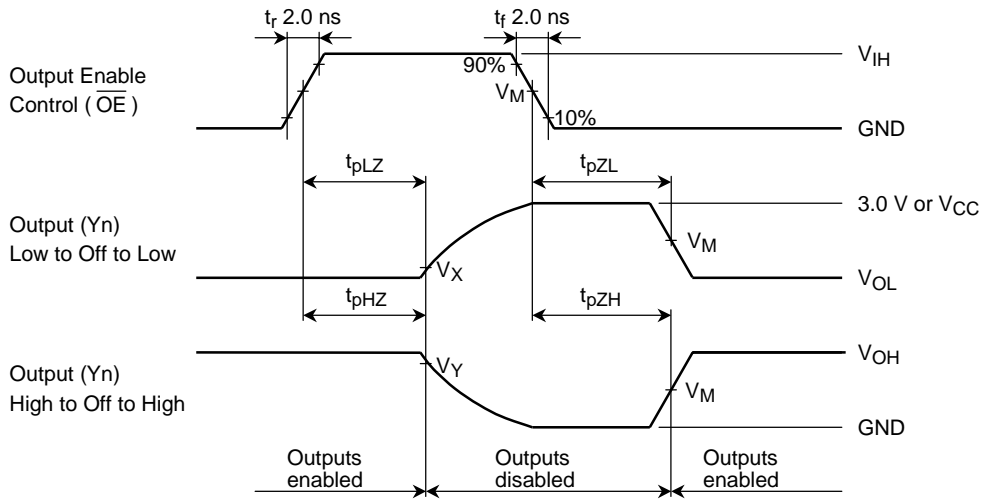 tr 2.0 ns
tf 2.0 ns
Output Enable
Control ( OE )
90%
VM
10%
VIH
GND
tpLZ
tpZL
Output (Yn)
Low to Off to Low
VX
VM
3.0 V or VCC
VOL
tpHZ
tpZH
Output (Yn)
High to Off to High
VY
VM
VOH
GND
Outputs
enabled
Outputs
disabled
Outputs
enabled